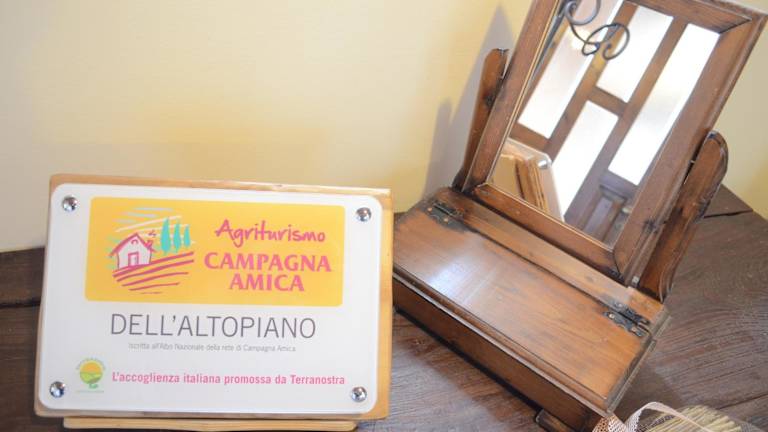 Agriturismo
CAMPAGNA
AMICA
DELL'ALTOPIANO
Iscritta all'Albo Nazionale della rete di Campagna Amica
L'accoglienza italiana promossa da Terranostra